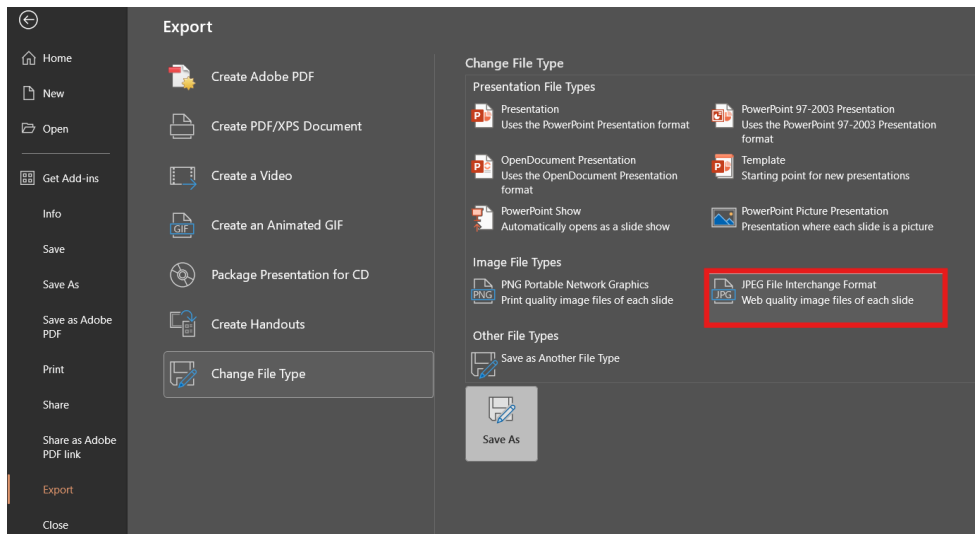 Home
New
Open
Get Add-ins
Info
Save
Save As
Save as Adobe
PDF
Print
Share
Share as Adobe
PDF link
Export
Close
Export
Create Adobe PDF
Create PDF/XPS Document
Create a Video
GIF
Create an Animated GIF
Package Presentation for CD
Create Handouts
Change File Type
Change File Type
Presentation File Types
Presentation
Uses the PowerPoint Presentation format
PowerPoint 97-2003 Presentation
Uses the PowerPoint 97-2003 Presentation
format
OpenDocument Presentation
Uses the OpenDocument Presentation
format
Template
Starting point for new presentations
PowerPoint Show
Automatically opens as a slide show
PowerPoint Picture Presentation
Presentation where each slide is a picture
Image File Types
PNG
PNG Portable Network Graphics
Print quality image files of each slide
JPG
JPEG File Interchange Format
Web quality image files of each slide
Other File Types
Save as Another File Type
Save As